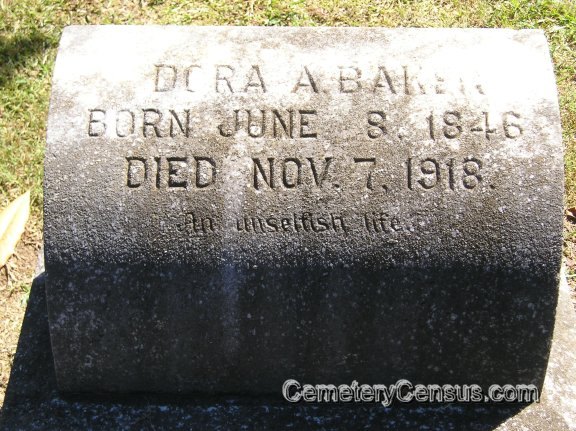 DORA A. BAKER
BORN JUNE 8, 1846
DIED NOV. 7, 1918.
An unselfish life.
CemeteryCensus.com